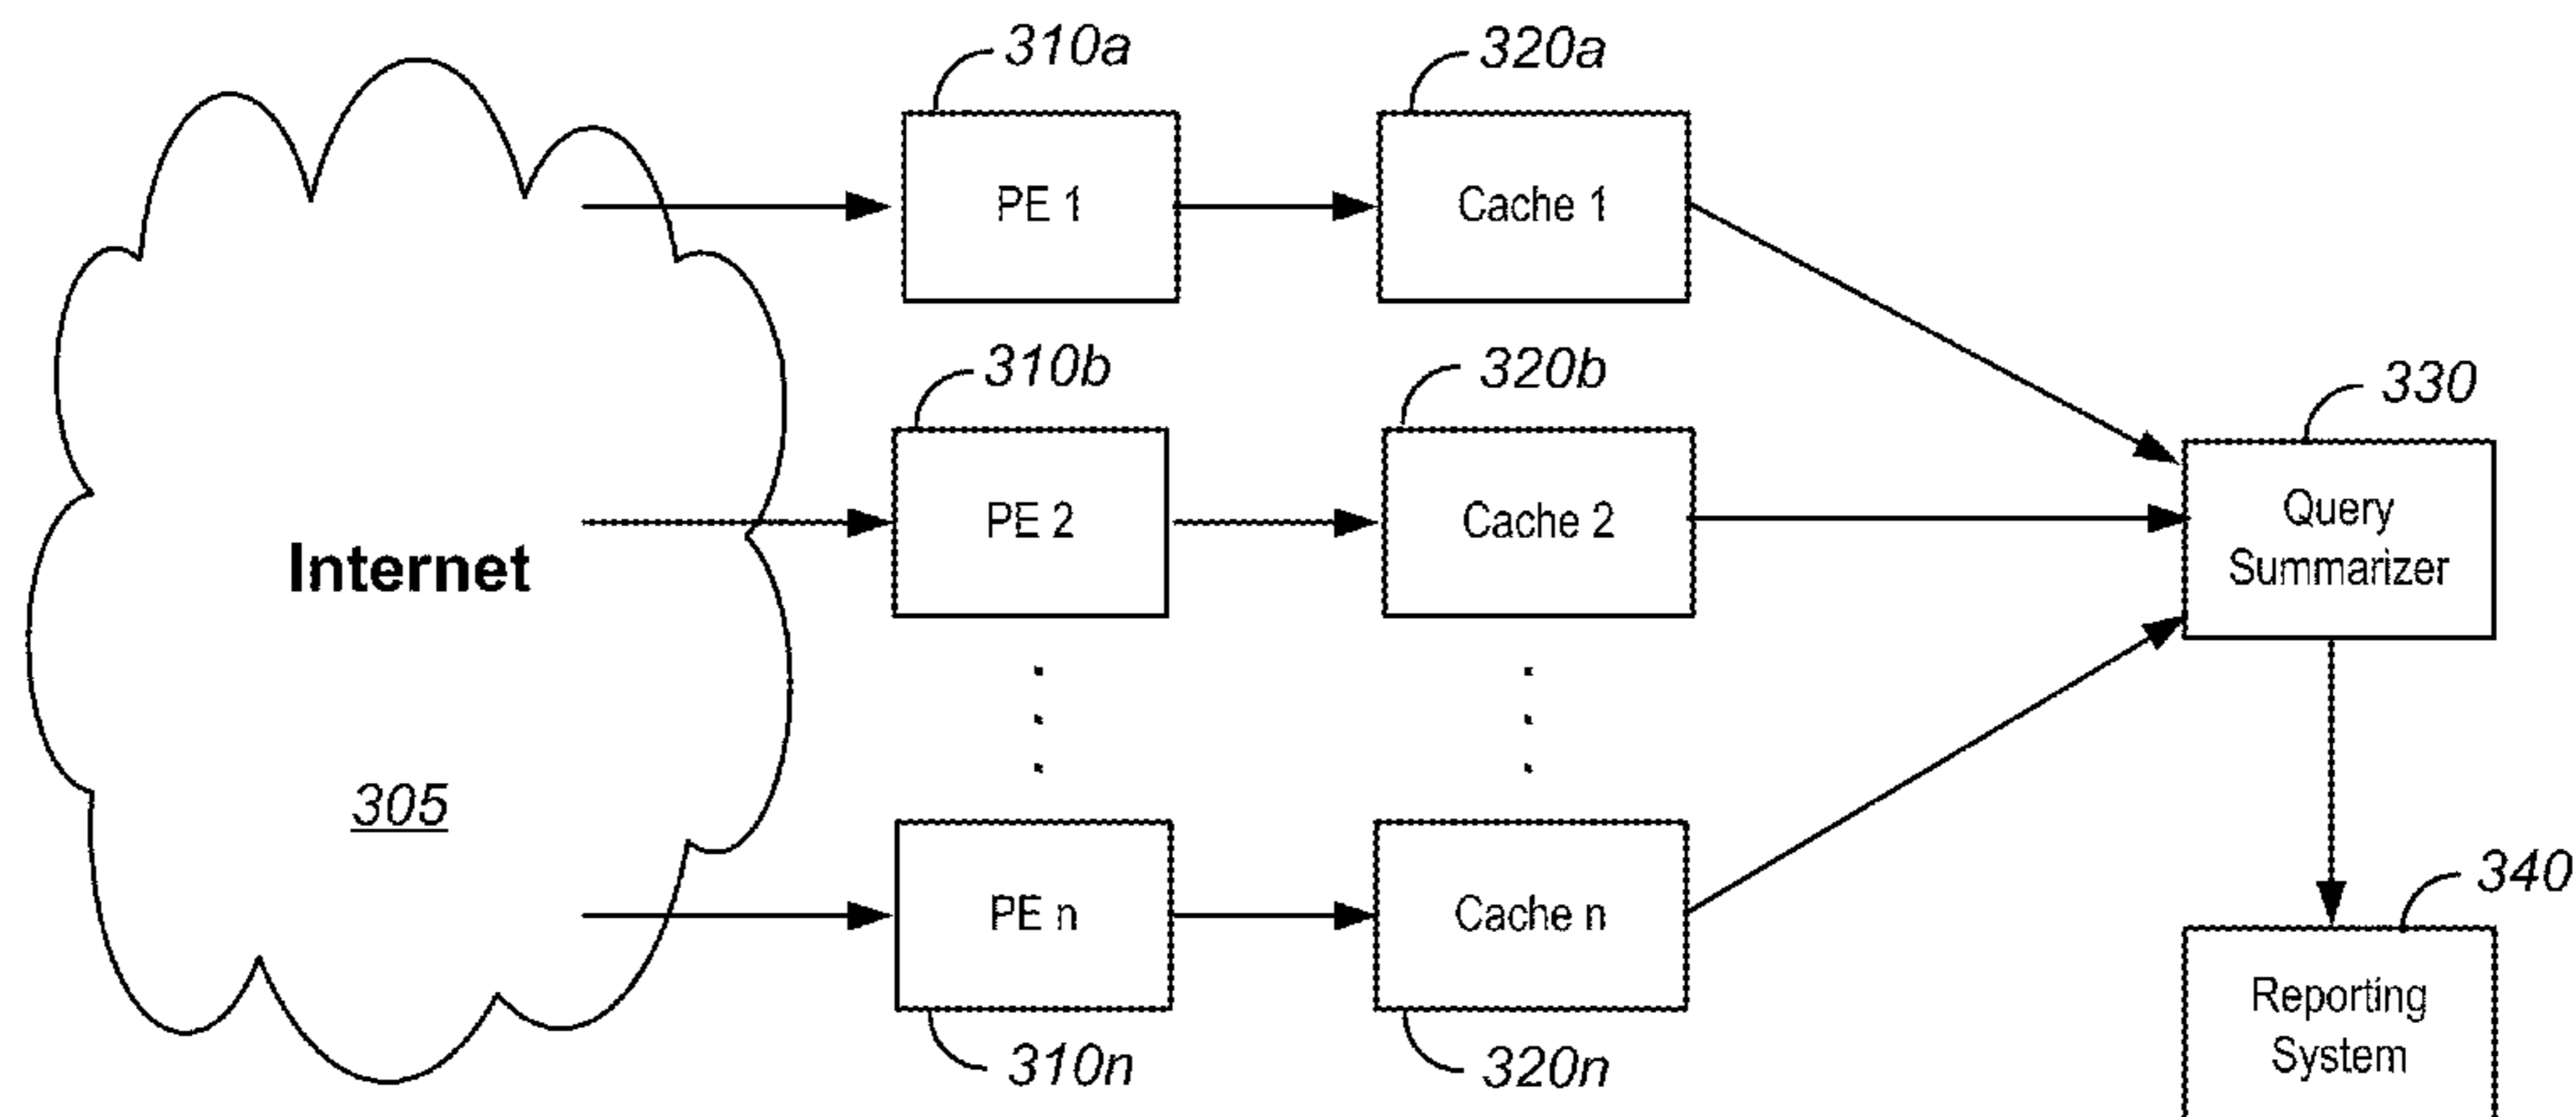 310a
320a
PE 1
Cache 1
310b
320b
330
PE 2
Cache 2
Query
Summarizer
Internet
305
340
PE n
Cache n
Reporting
System
310n
320n